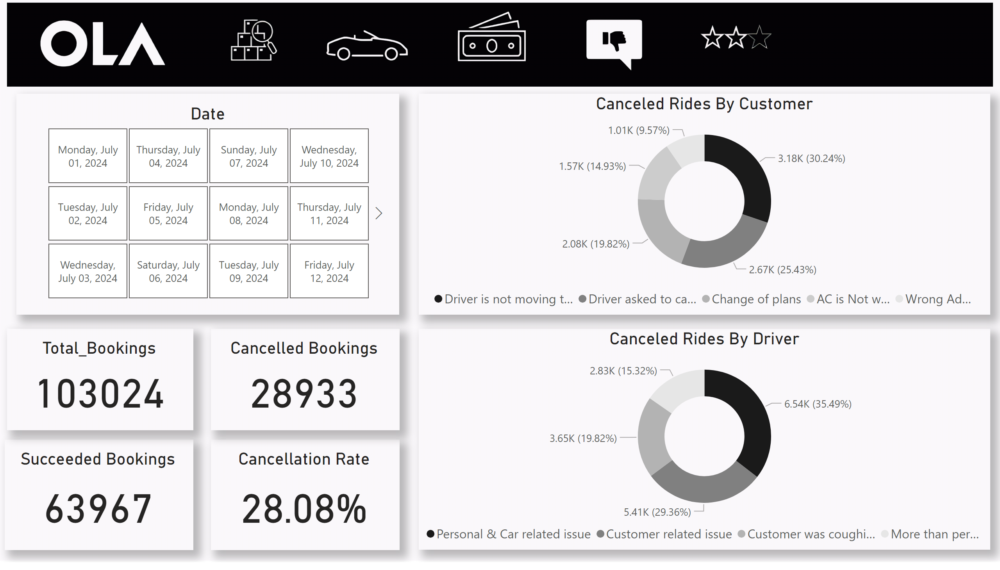 OLA
Date
Monday, July
01, 2024
Thursday, July
04, 2024
Sunday, July
07, 2024
Wednesday,
July 10, 2024
Tuesday, July
02, 2024
Friday, July
05, 2024
Monday, July
08, 2024
Thursday, July
11, 2024
Wednesday,
July 03, 2024
Saturday, July
06, 2024
Tuesday, July
09, 2024
Friday, July
12, 2024
Canceled Rides By Customer
1.01K (9.57%)
3.18K (30.24%)
1.57K (14.93%)
2.08K (19.82%)
2.67K (25.43%)
Driver is not moving t... Driver asked to ca... Change of plans AC is Not w... Wrong Ad...
Total_Bookings
103024
Cancelled Bookings
28933
Succeeded Bookings
63967
Cancellation Rate
28.08%
Canceled Rides By Driver
2.83K (15.32%)
6.54K (35.49%)
3.65K (19.82%)
5.41K (29.36%)
Personal & Car related issue Customer related issue Customer was coughi... More than per...